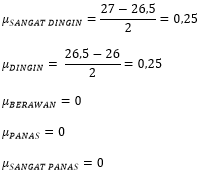 μSANGAT DINGIN = (27 − 26,5)/2 = 0,25
μDINGIN = (26,5 − 26)/2 = 0,25
μBERAWAN = 0
μPANAS = 0
μSANGAT PANAS = 0